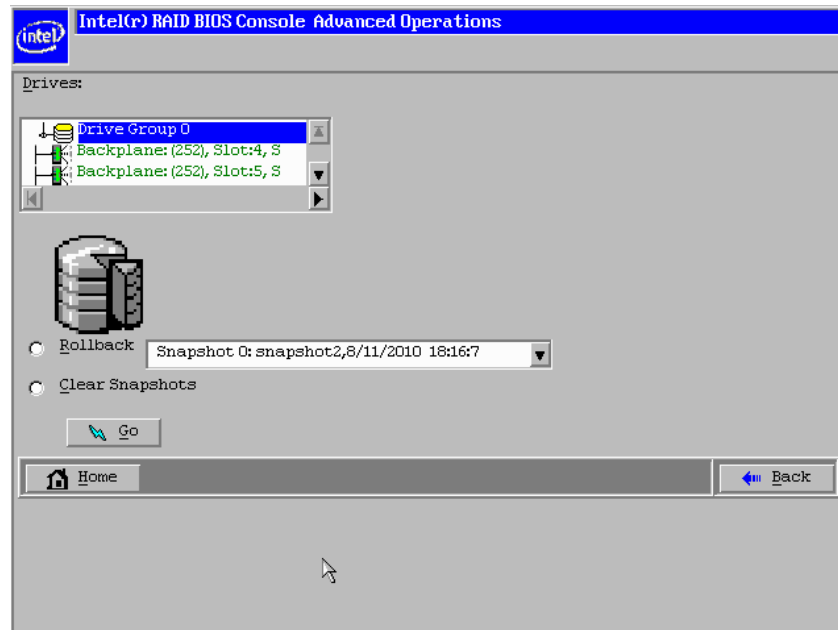 intel
Intel(r) RAID BIOS Console Advanced Operations
Drives:
Drive Group 0
Backplane: (252), Slot:4, S
Backplane: (252), Slot:5, S
Rollback
Snapshot 0: snapshot2,8/11/2010 18:16:7
Clear Snapshots
Go
Home
Back